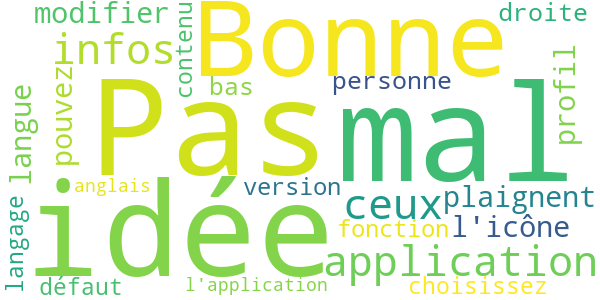 modifier
Bonne
droite
infos
contenu
personne
bas
profil
pouvez
Pas
mal
langue
anglais
version
idée
ceux
plaignent
fonction
l'icône
langage
application
défaut
l'application
choisissez